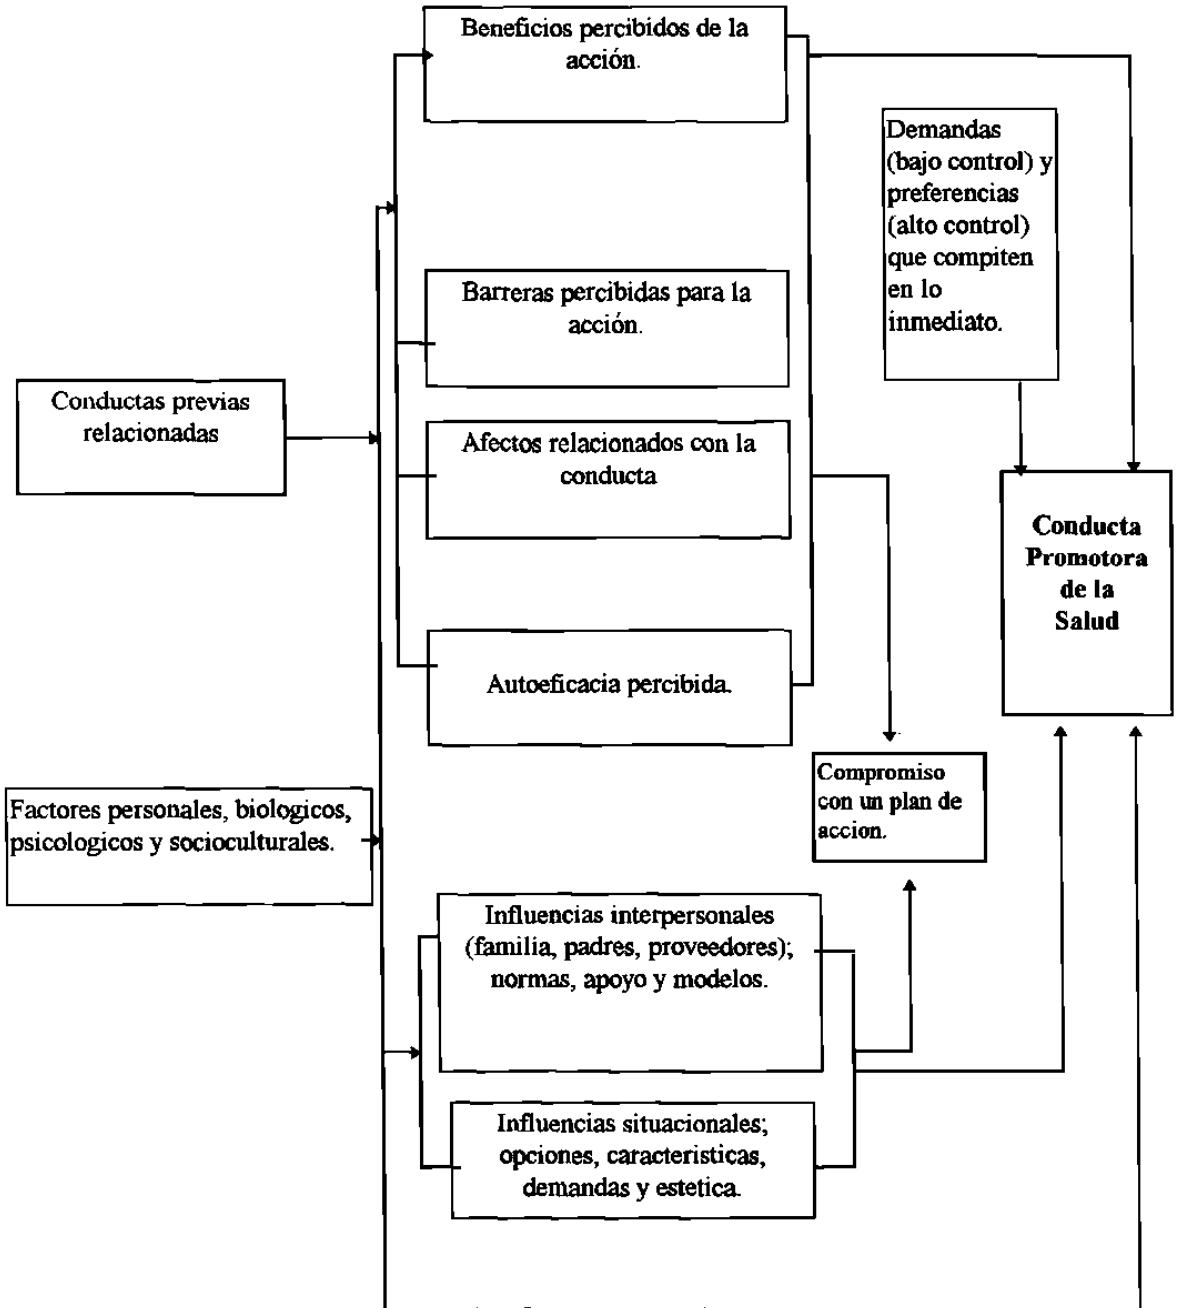 Beneficios percibidos de la
acción.
Demandas
(bajo control) y
preferencias
(alto control)
que compiten
en lo
inmediato.
Barreras percibidas para la
acción.
Conductas previas
relacionadas
Afectos relacionados con la
conducta
Conducta
Promotora
de la
Salud
Autoeficacia percibida.
Compromiso
con un plan de
accion.
Factores personales, biologicos,
psicologicos y socioculturales.
Influencias interpersonales
(familia, padres, proveedores);
normas, apoyo y modelos.
Influencias situacionales;
opciones, caracteristicas,
demandas y estetica.